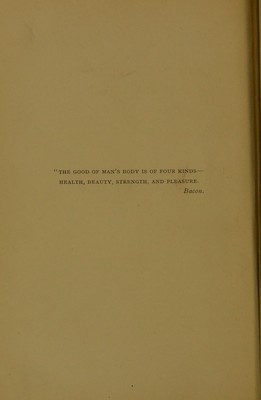 "THE GOOD OF MAN'S BODY IS OF FOUR KINDS—
HEALTH, BEAUTY, STRENGTH, AND PLEASURE.
Bacon.